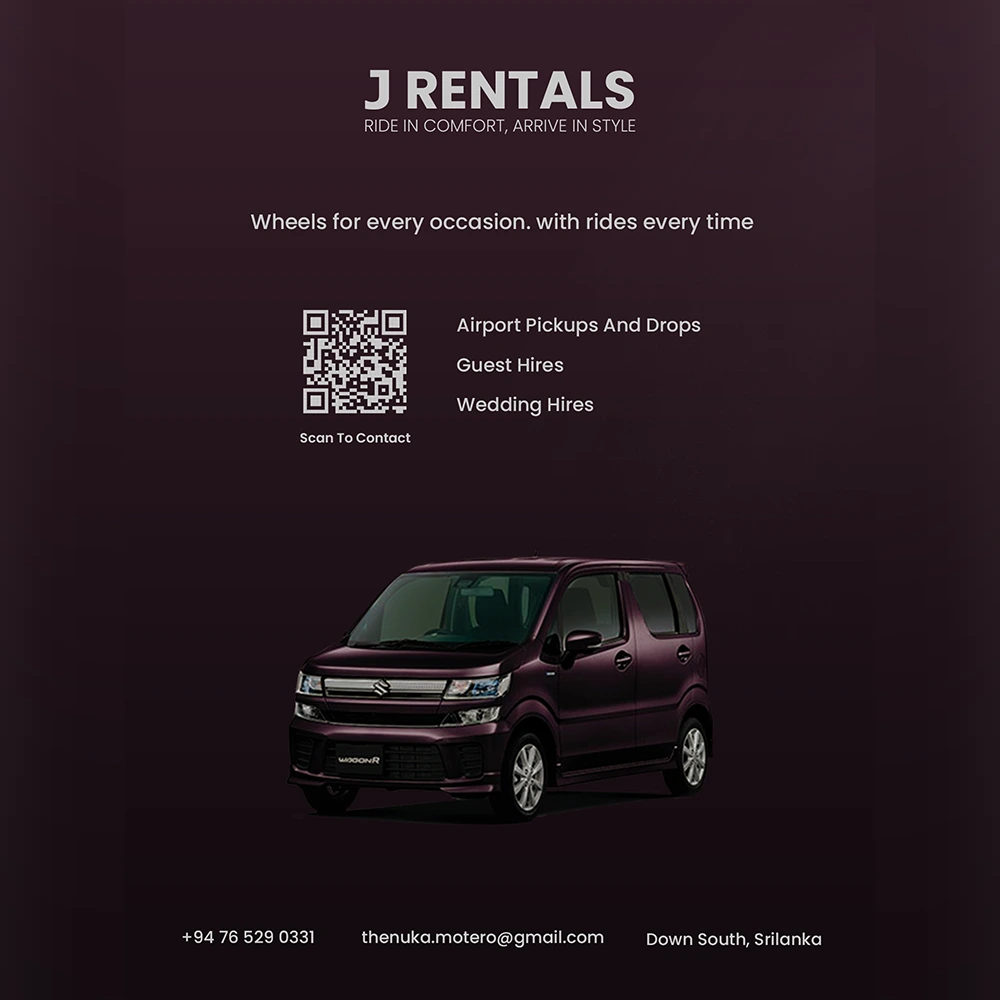 J RENTALS
RIDE IN COMFORT, ARRIVE IN STYLE
Wheels for every occasion. with rides every time
Airport Pickups And Drops
Guest Hires
Wedding Hires
Scan To Contact
WAGONR
+94 76 529 0331
thenuka.motero@gmail.com
Down South, Srilanka